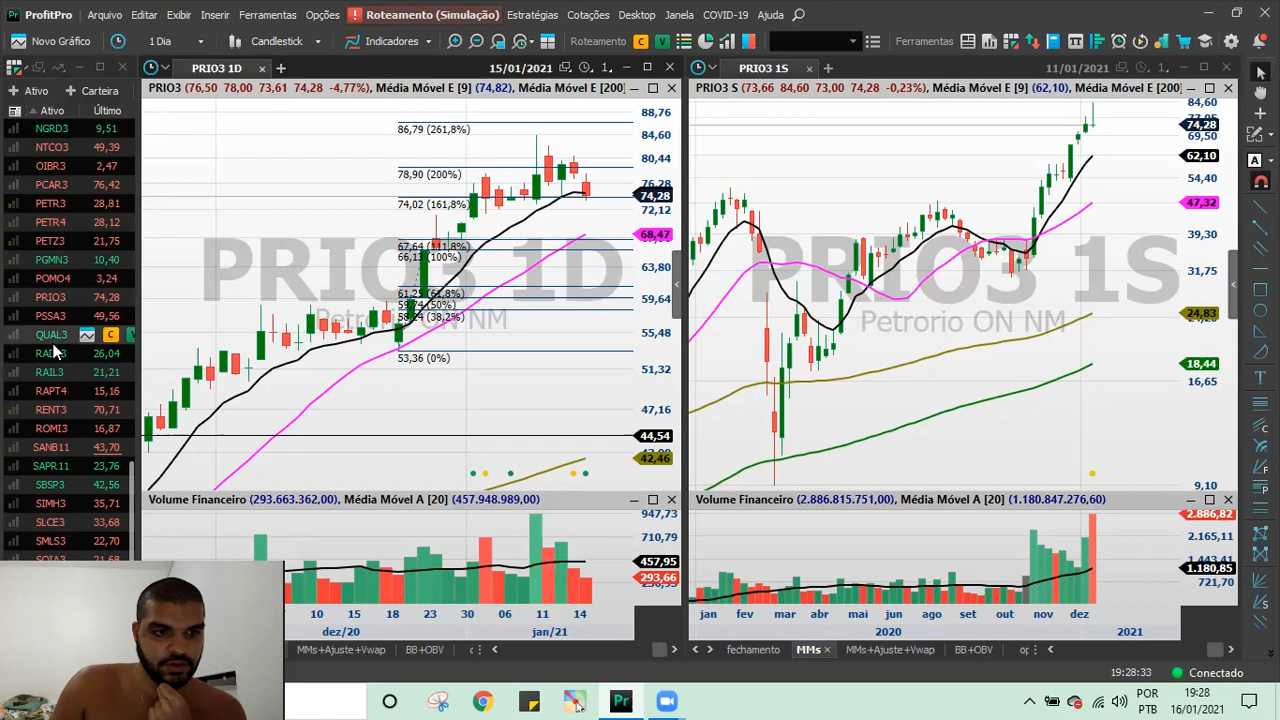 ProfitPro Arquivo Editar Exibir Inserir Ferramentas Opções Roteamento (Simulação) Estratégias Cotações Desktop Janela COVID-19 Ajuda
Novo Gráfico 1 Dia Candlestick Indicadores Roteamento C V Ferramentas
PRIO3 1D 15/01/2021 1
PRIO3 1S 11/01/2021 1
Ativo Carteira
Ativo Último
NGRD3 9,51
NTCO3 49,39
OIBR3 2,47
PCAR3 76,42
PETR3 28,81
PETR4 28,12
PETZ3 21,75
PGMN3 10,40
POMO4 3,24
PRIO3 74,28
PSSA3 49,56
QUAL3 C
26,04
RAIL3 21,21
RAPT4 15,16
RENT3 70,71
ROMI3 16,87
SANB11 43,70
SAPR11 23,76
SBSP3 42,56
SIMH3 35,71
SLCE3 33,68
SMLS3 22,70
PRIO3 (76,50 78,00 73,61 74,28 -4,77%), Média Móvel E [9] (74,82), Média Móvel E [200]
86,79 (261,8%)
78,90 (200%)
74,02 (161,8%)
67,64 (111,8%)
66,13 (100%)
61,25 (61,8%)
59,74 (50%)
58,24 (38,2%)
53,36 (0%)
PRIO3 1D
Petrorio ON NM
88,76
84,60
80,44
76,28
74,28
72,12
68,47
63,80
59,64
55,48
51,32
47,16
44,54
42,46
Volume Financeiro (293.663.362,00), Média Móvel A [20] (457.948.989,00)
947,73
710,79
457,95
293,66
10 15 18 23 30 06 11 14
dez/20 jan/21
MMs+Ajuste+Vwap BB+OBV
PRIO3 S (73,66 84,60 73,00 74,28 -0,23%), Média Móvel E [9] (62,10), Média Móvel E [200]
PRIO3 1S
Petrorio ON NM
84,60
77,05
74,28
69,50
62,10
54,40
47,32
39,30
31,75
24,83
18,44
16,65
9,10
Volume Financeiro (2.886.815.751,00), Média Móvel A [20] (1.180.847.276,60)
2.886,82
2.165,11
1.443,41
1.180,85
721,70
jan fev mar abr mai jun jul ago set out nov dez
2020 2021
fechamento MMs MMs+Ajuste+Vwap BB+OBV
19:28:33 Conectado
POR
PTB
19:28
16/01/2021